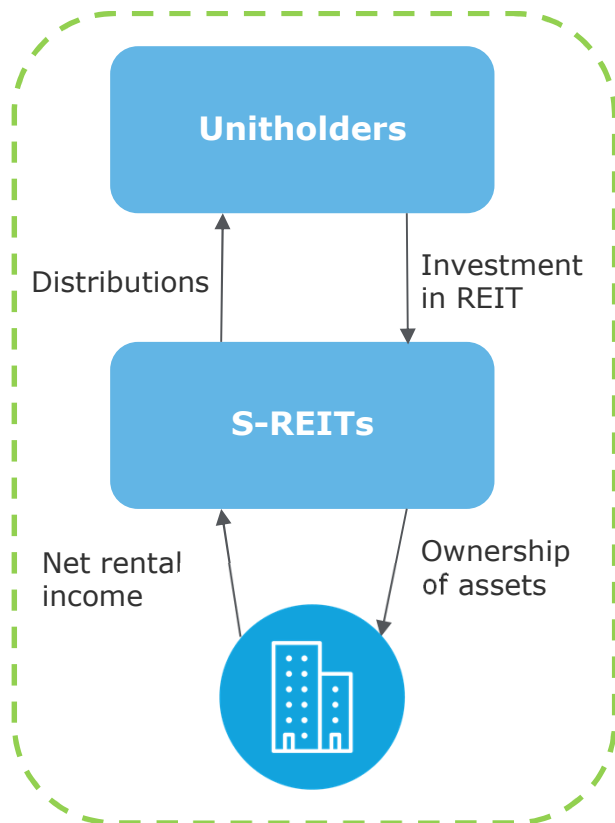 Unitholders
Distributions
Investment
in REIT
S-REITs
Net rental
income
Ownership
of assets